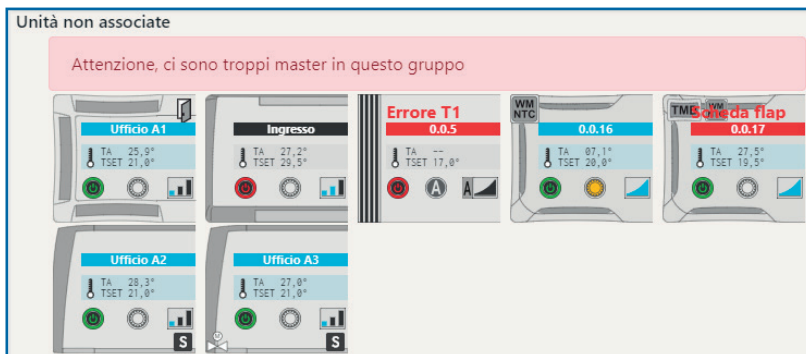 Unità non associate
Attenzione, ci sono troppi master in questo gruppo
Ufficio A1
TA 25,9°
TSET 21,0°
Ingresso
TA 27,2°
TSET 29,5°
Errore T1
0.0.5
TA --
TSET 17,0°
A
A
WM
NTC
0.0.16
TA 07,1°
TSET 20,0°
TME WM
Scheda flap
0.0.17
TA 27,5°
TSET 19,5°
Ufficio A2
TA 28,3°
TSET 21,0°
S
Ufficio A3
TA 27,0°
TSET 21,0°
M
S